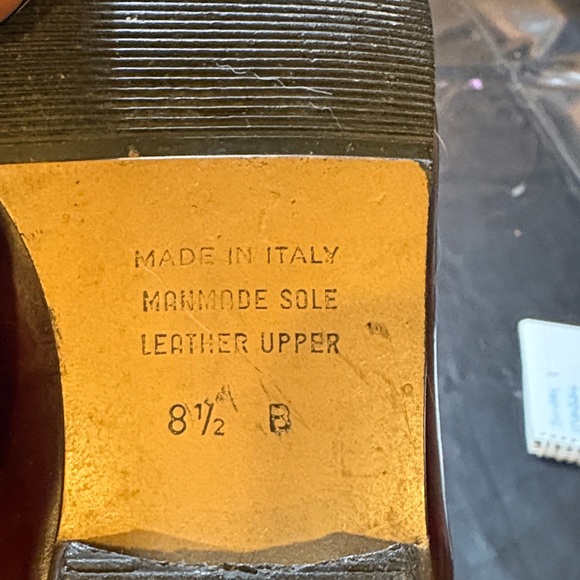 MADE IN ITALY
MANMADE SOLE
LEATHER UPPER
8½ B